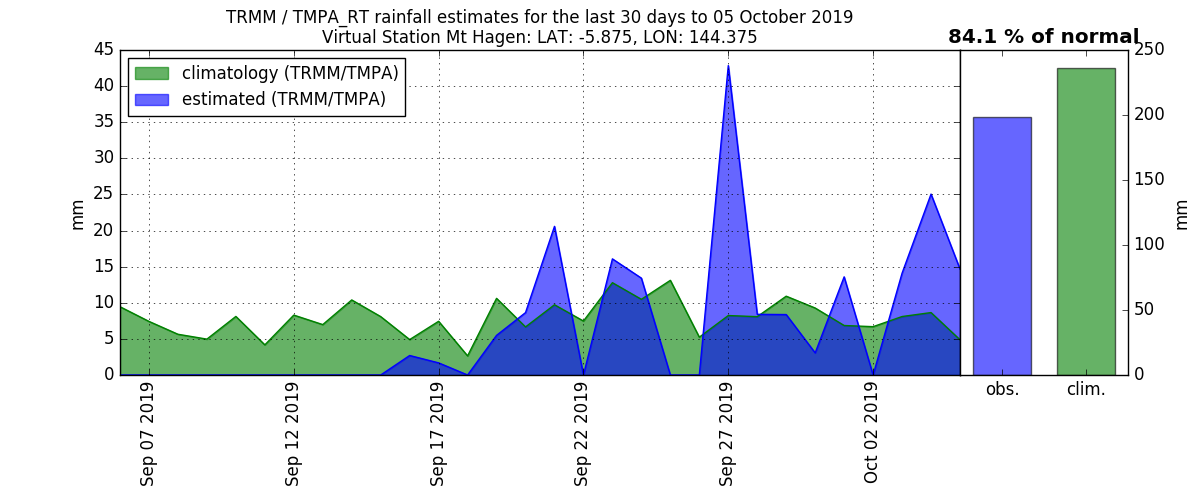 TRMM / TMPA_RT rainfall estimates for the last 30 days to 05 October 2019
Virtual Station Mt Hagen: LAT: -5.875, LON: 144.375
84.1 % of normal
climatology (TRMM/TMPA)
estimated (TRMM/TMPA)
45
40
35
30
25
20
15
10
5
0
mm
Sep 07 2019
Sep 12 2019
Sep 17 2019
Sep 22 2019
Sep 27 2019
Oct 02 2019
250
200
150
100
50
0
mm
obs.
clim.